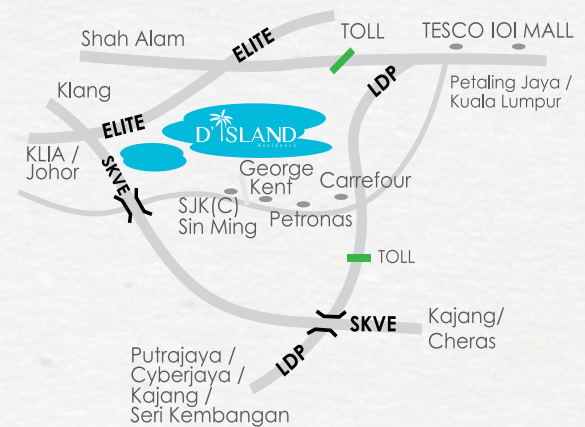 ELITE
TOLL
TESCO IOI MALL
Shah Alam
LDP
Petaling Jaya /
Kuala Lumpur
Klang
ELITE
D'ISLAND
Residence
KLIA /
Johor
SKVE
George
Kent
Carrefour
SJK(C)
Sin Ming
Petronas
TOLL
SKVE
Kajang/
Cheras
LDP
Putrajaya /
Cyberjaya /
Kajang /
Seri Kembangan